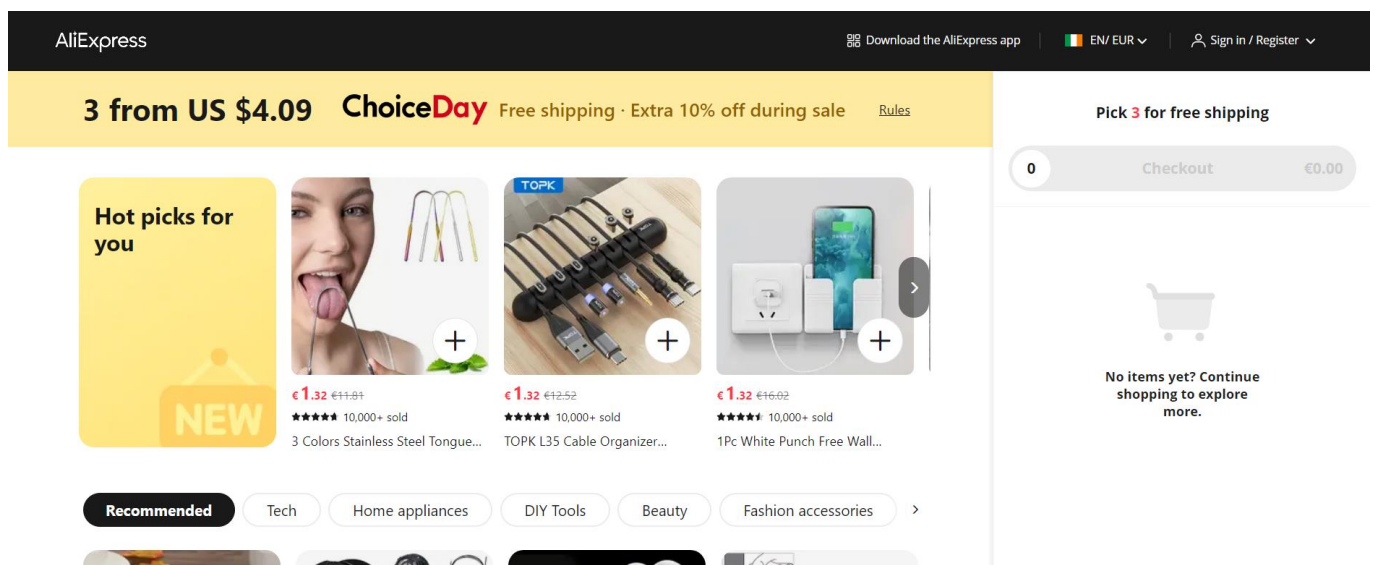 AliExpress
Download the AliExpress app
EN/ EUR
Sign in / Register
3 from US $4.09
ChoiceDay
Free shipping · Extra 10% off during sale
Rules
Pick 3 for free shipping
0 Checkout €0.00
Hot picks for
you
NEW
TOPK
€1.32 €11.81
10,000+ sold
3 Colors Stainless Steel Tongue...
€1.32 €12.52
10,000+ sold
TOPK L35 Cable Organizer...
€1.32 €16.02
10,000+ sold
1Pc White Punch Free Wall...
No items yet? Continue
shopping to explore
more.
Recommended
Tech
Home appliances
DIY Tools
Beauty
Fashion accessories